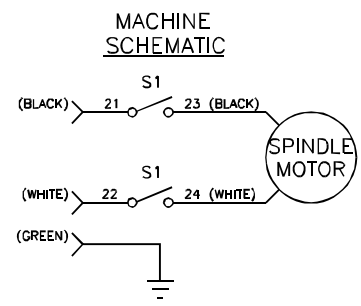 MACHINE
SCHEMATIC
S1
(BLACK) 21 23 (BLACK)
SPINDLE
MOTOR
S1
(WHITE) 22 24 (WHITE)
(GREEN)